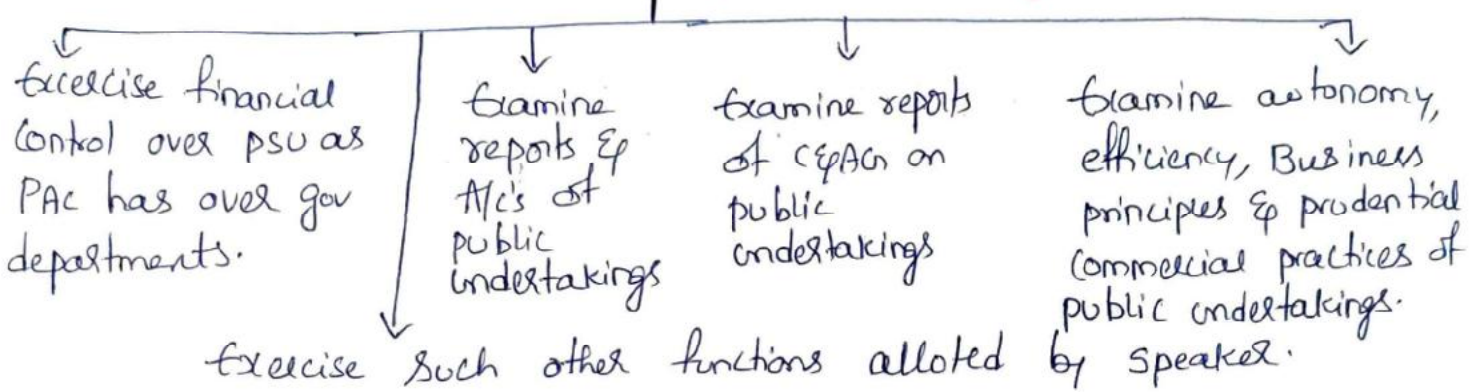 Excercise financial
Control over PSU as
PAC has over gov
departments.
Examine
reports &
A/c's of
public
undertakings
Examine reports
of C&AG on
public
undertakings
Examine autonomy,
efficiency, Business
principles & prudential
Commercial practices of
public undertakings.
Exercise such other functions alloted by speaker.